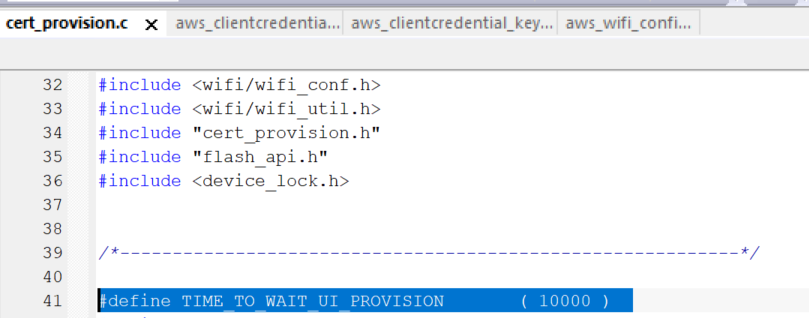 cert_provision.c × aws_clientcredentia... aws_clientcredential_key... aws_wifi_confi...
32 #include <wifi/wifi_conf.h>
33 #include <wifi/wifi_util.h>
34 #include "cert_provision.h"
35 #include "flash_api.h"
36 #include <device_lock.h>
37
38
39 /*-----------------------------------------------------------*/
40
41 #define TIME_TO_WAIT_UI_PROVISION ( 10000 )